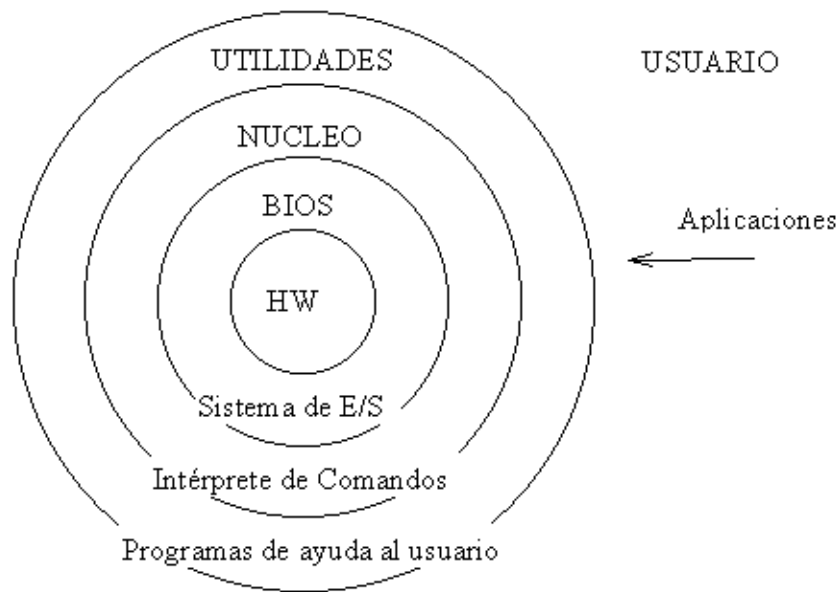 UTILIDADES
USUARIO
NUCLEO
BIOS
Aplicaciones
HW
Sistema de E/S
Intérprete de Comandos
Programas de ayuda al usuario